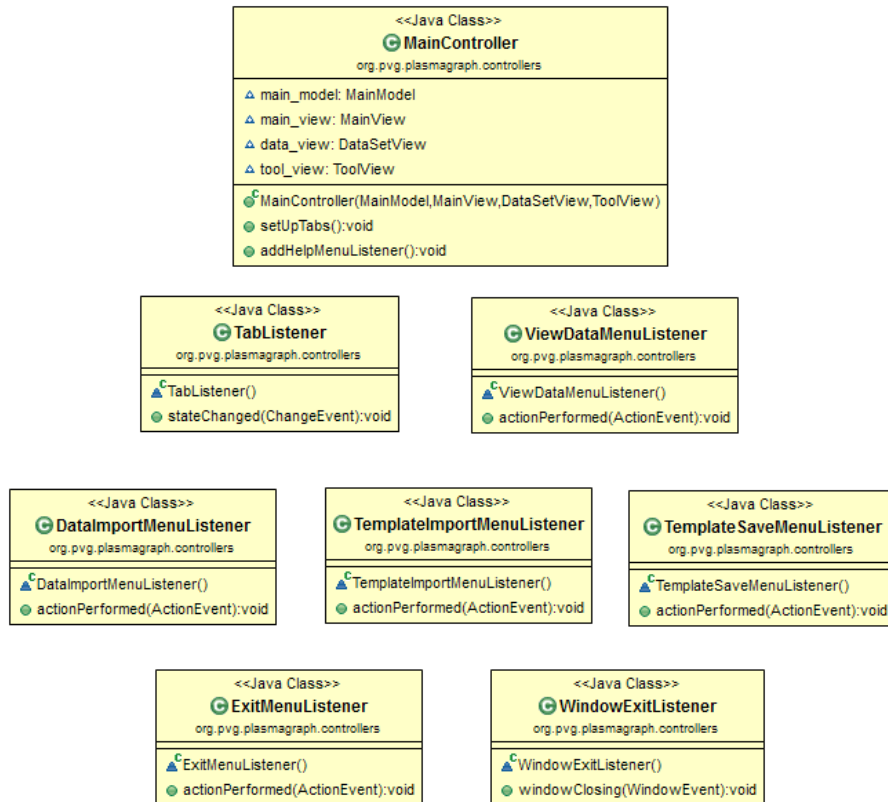 <<Java Class>>
MainController
org.pvg.plasmagraph.controllers
main_model: MainModel
main_view: MainView
data_view: DataSetView
tool_view: ToolView
MainController(MainModel,MainView,DataSetView,ToolView)
setUpTabs():void
addHelpMenuListener():void
<<Java Class>>
TabListener
org.pvg.plasmagraph.controllers
TabListener()
stateChanged(ChangeEvent):void
<<Java Class>>
ViewDataMenuListener
org.pvg.plasmagraph.controllers
ViewDataMenuListener()
actionPerformed(ActionEvent):void
<<Java Class>>
DataImportMenuListener
org.pvg.plasmagraph.controllers
DataImportMenuListener()
actionPerformed(ActionEvent):void
<<Java Class>>
TemplateImportMenuListener
org.pvg.plasmagraph.controllers
TemplateImportMenuListener()
actionPerformed(ActionEvent):void
<<Java Class>>
TemplateSaveMenuListener
org.pvg.plasmagraph.controllers
TemplateSaveMenuListener()
actionPerformed(ActionEvent):void
<<Java Class>>
ExitMenuListener
org.pvg.plasmagraph.controllers
ExitMenuListener()
actionPerformed(ActionEvent):void
<<Java Class>>
WindowExitListener
org.pvg.plasmagraph.controllers
WindowExitListener()
windowClosing(WindowEvent):void